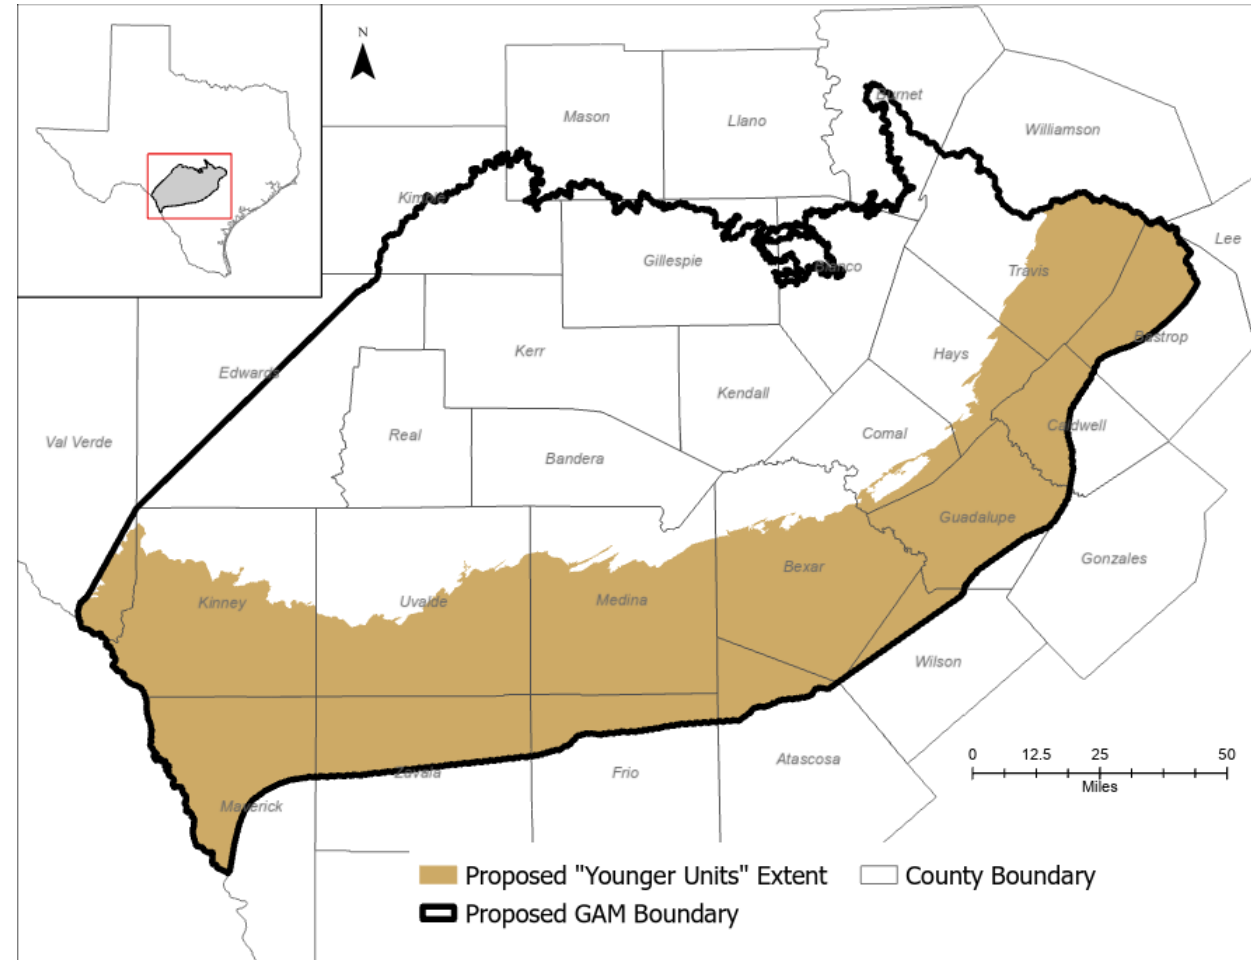 N
Burnet
Mason
Llano
Williamson
Kimble
Lee
Gillespie
Blanco
Travis
Bastrop
Kerr
Hays
Edwards
Kendall
Val Verde
Real
Comal
Caldwell
Bandera
Guadalupe
Gonzales
Bexar
Kinney
Uvalde
Medina
Wilson
0 12.5 25 50
Miles
Atascosa
Zavala
Frio
Maverick
Proposed "Younger Units" Extent
County Boundary
Proposed GAM Boundary